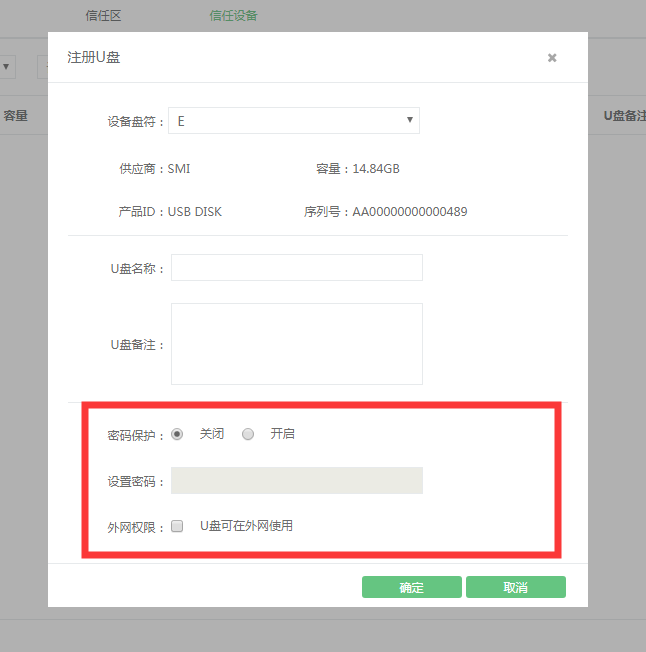 信任区 信任设备
注册U盘
容量 U盘备注
设备盘符： E
供应商：SMI 容量：14.84GB
产品ID：USB DISK 序列号：AA00000000000489
U盘名称：
U盘备注：
密码保护： 关闭 开启
设置密码：
外网权限： U盘可在外网使用
确定 取消